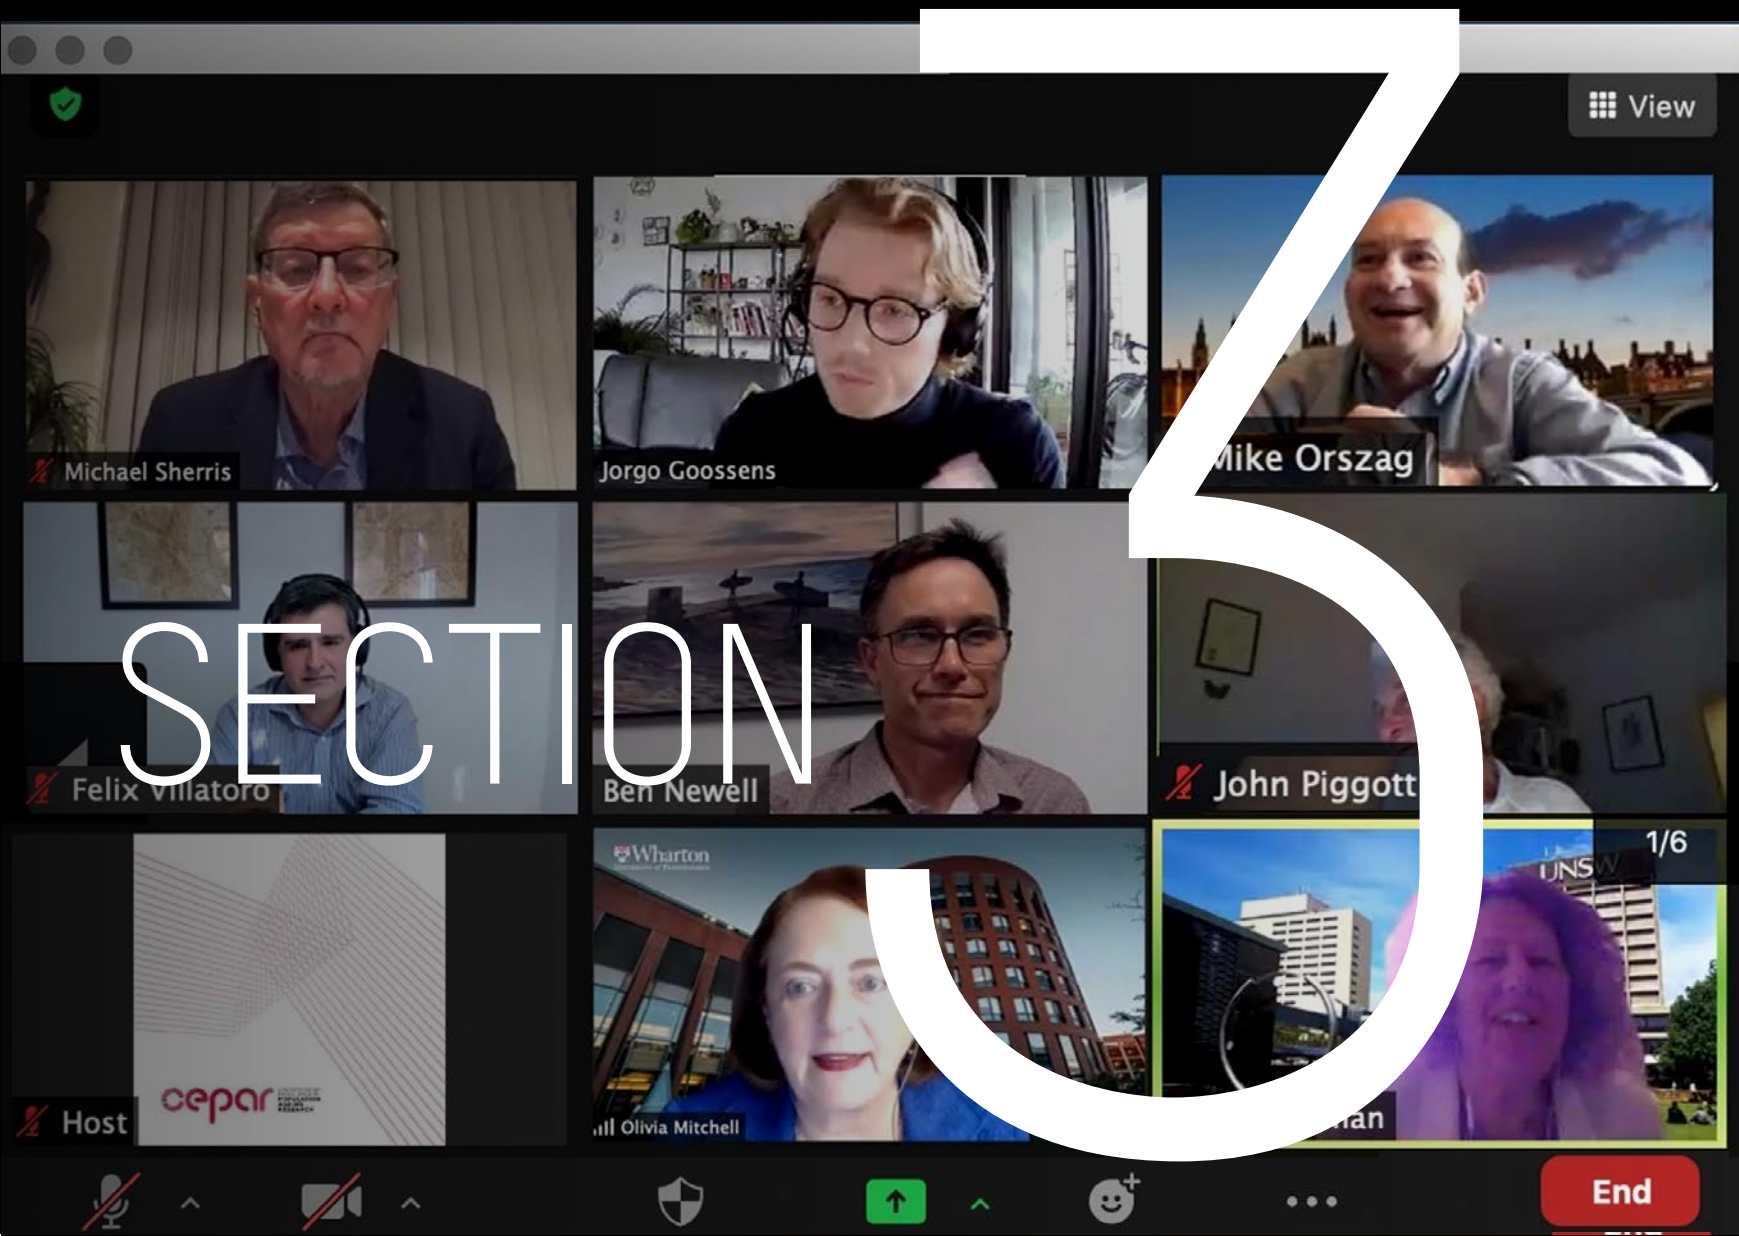 View
Michael Sherris
Jorgo Goossens
Mike Orszag
SECTION 3
Felix Villatoro
Ben Newell
John Piggott
1/6
Wharton
UNSW
cepar
Host
Olivia Mitchell
End